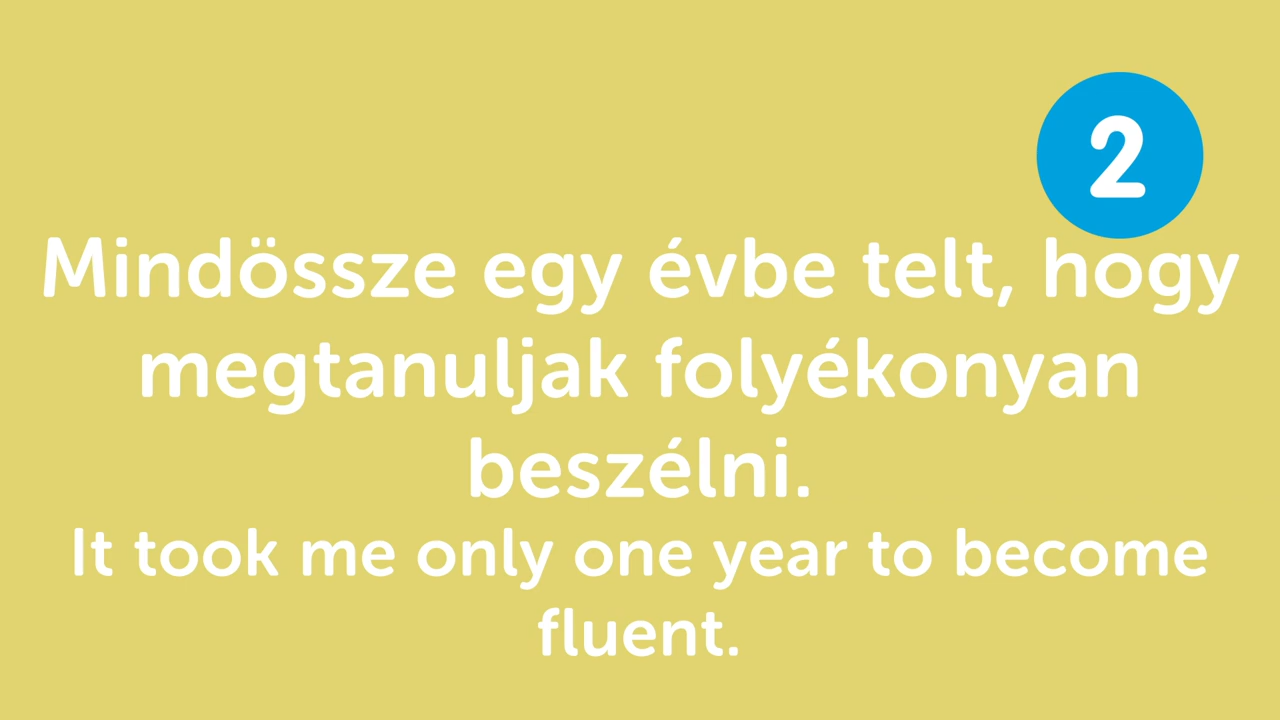 2
Mindössze egy évbe telt, hogy
megtanuljak folyékonyan
beszélni.
It took me only one year to become
fluent.